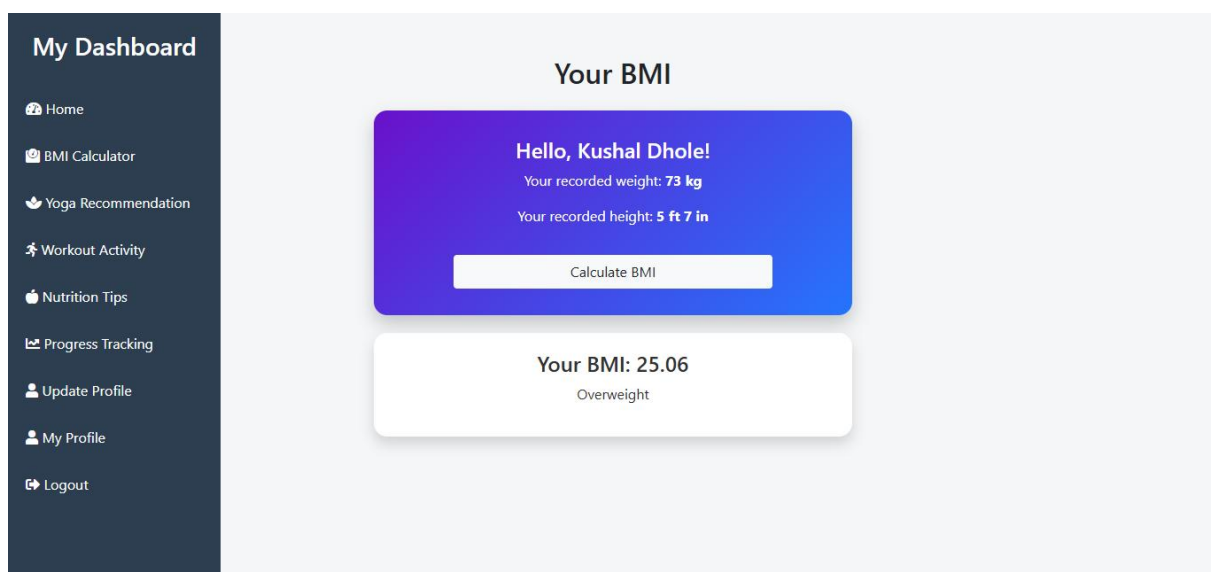 My Dashboard
Home
BMI Calculator
Yoga Recommendation
Workout Activity
Nutrition Tips
Progress Tracking
Update Profile
My Profile
Logout
Your BMI
Hello, Kushal Dhole!
Your recorded weight: 73 kg
Your recorded height: 5 ft 7 in
Calculate BMI
Your BMI: 25.06
Overweight